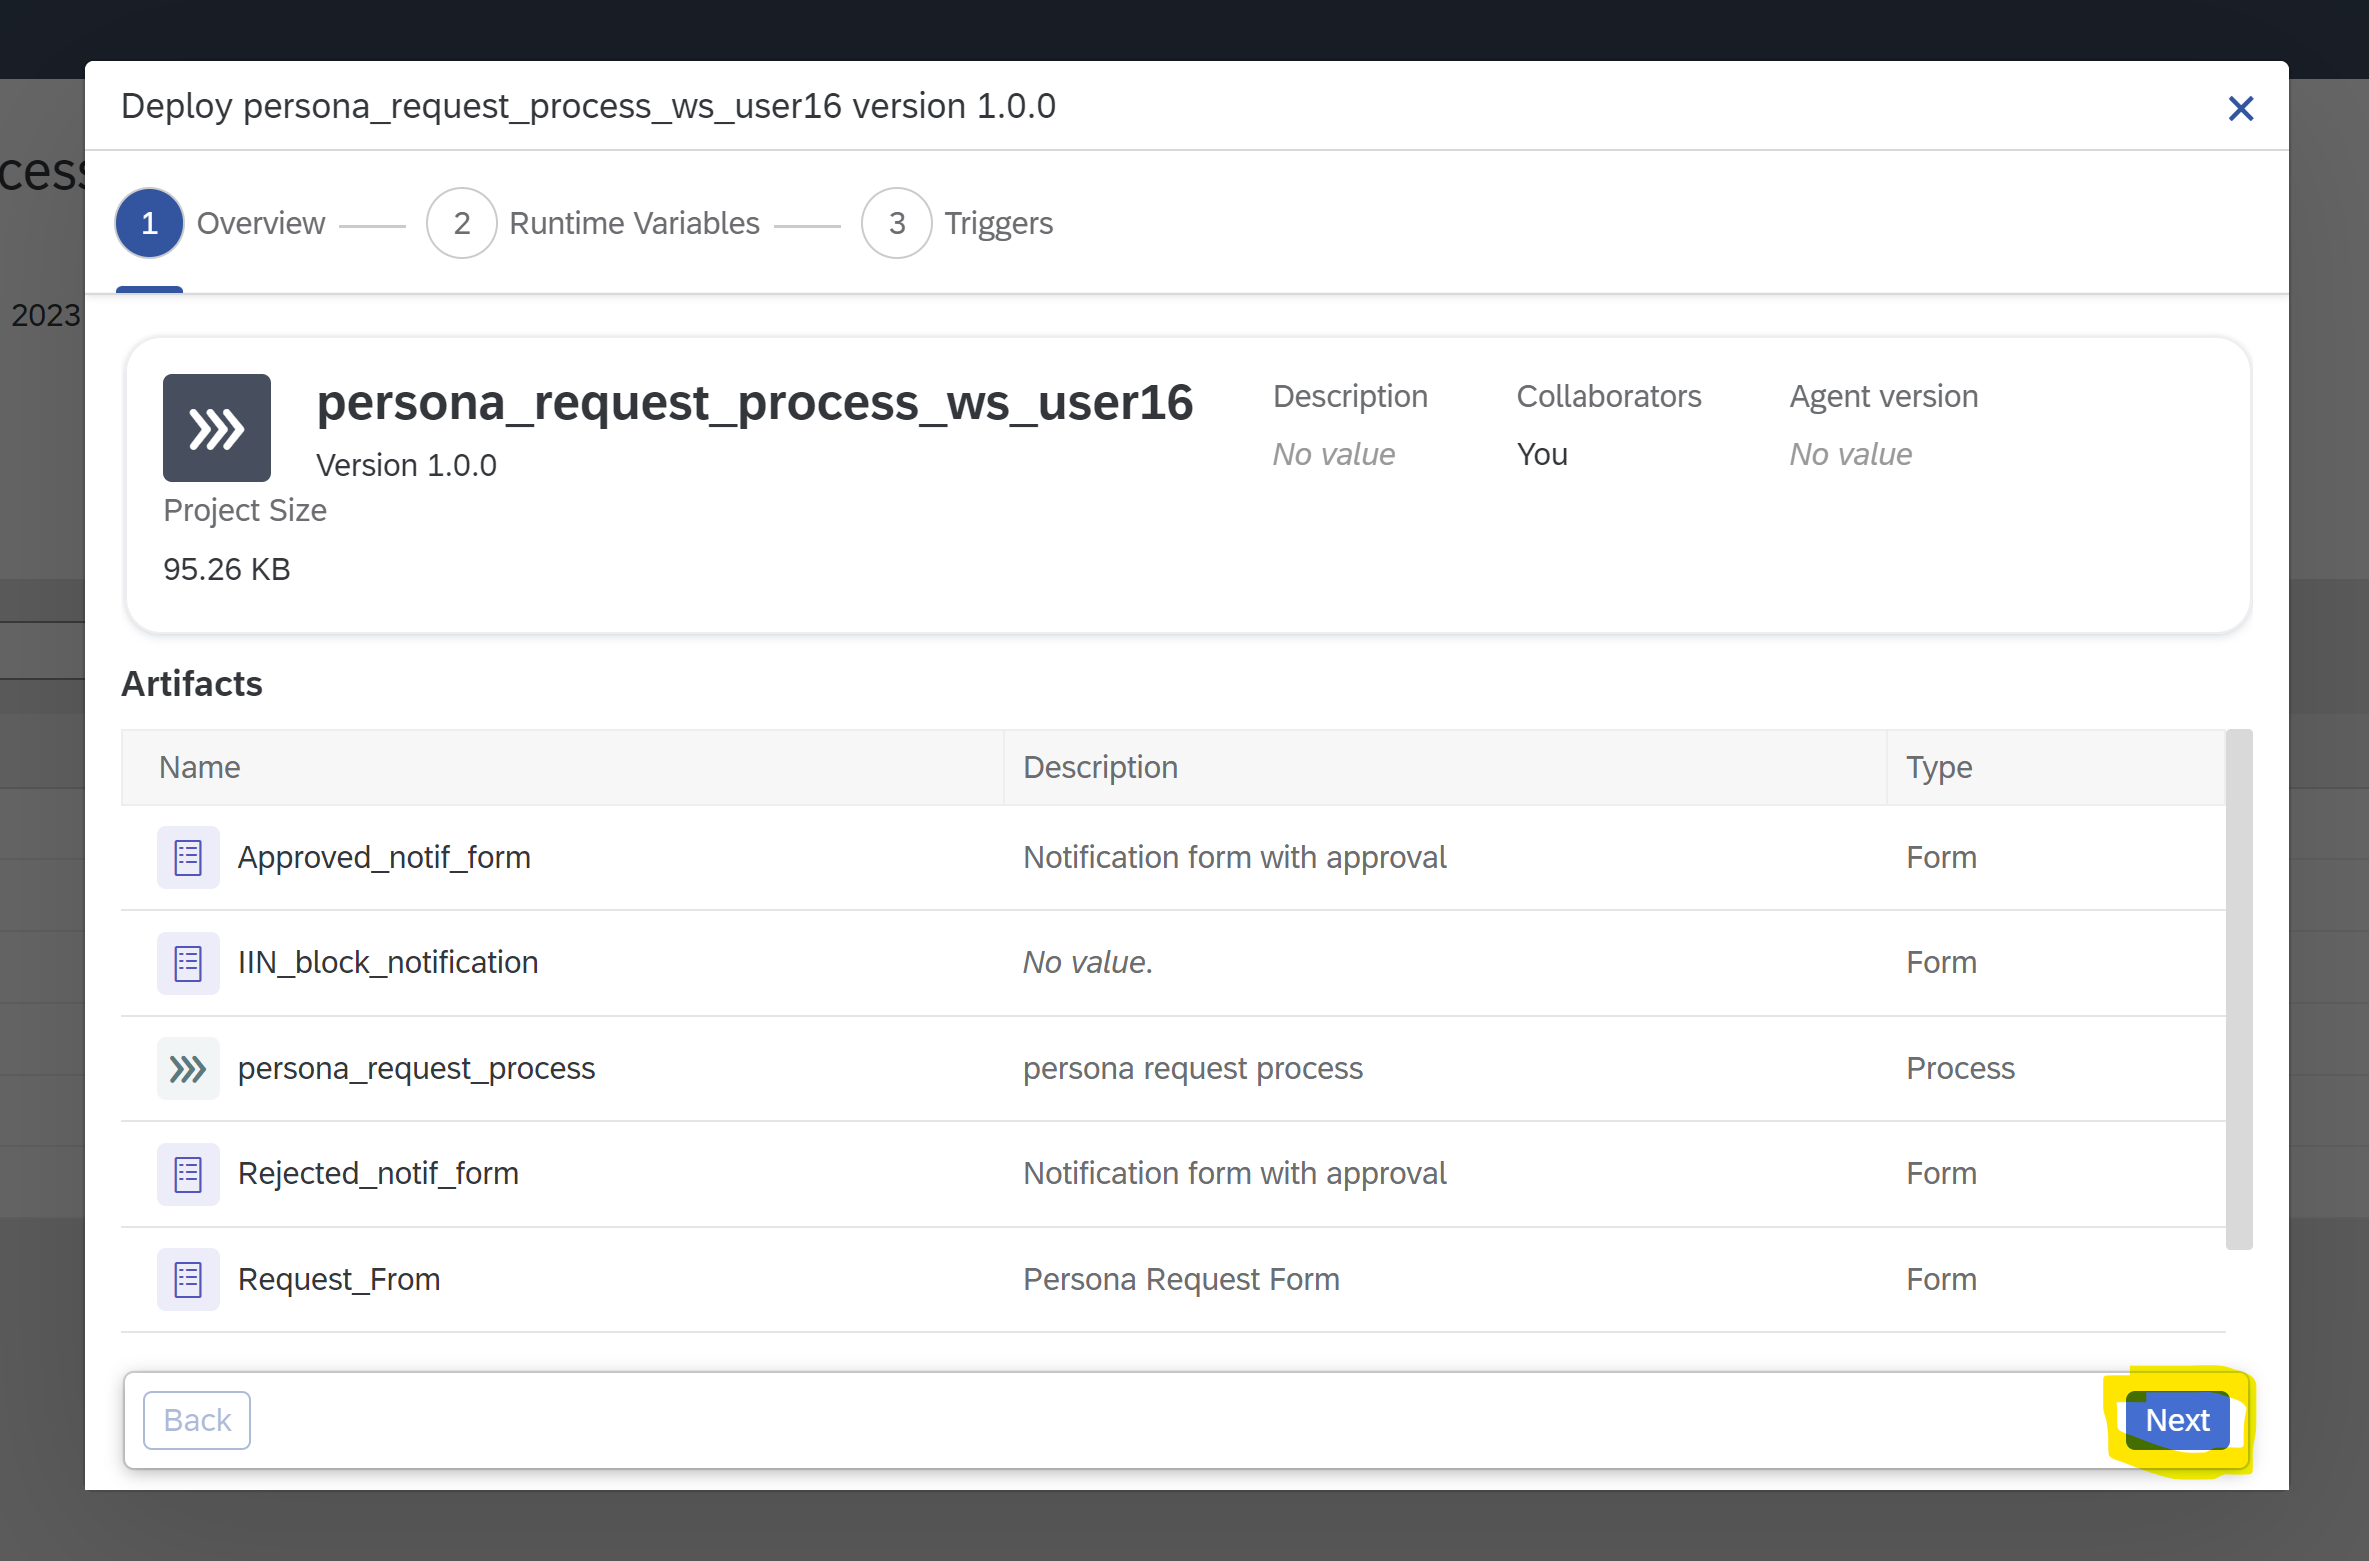 Deploy persona_request_process_ws_user16 version 1.0.0
1 Overview 2 Runtime Variables 3 Triggers
2023
persona_request_process_ws_user16
Version 1.0.0
Description
No value
Collaborators
You
Agent version
No value
Project Size
95.26 KB
Artifacts
Name Description Type
Approved_notif_form Notification form with approval Form
IIN_block_notification No value. Form
persona_request_process persona request process Process
Rejected_notif_form Notification form with approval Form
Request_From Persona Request Form Form
Back Next